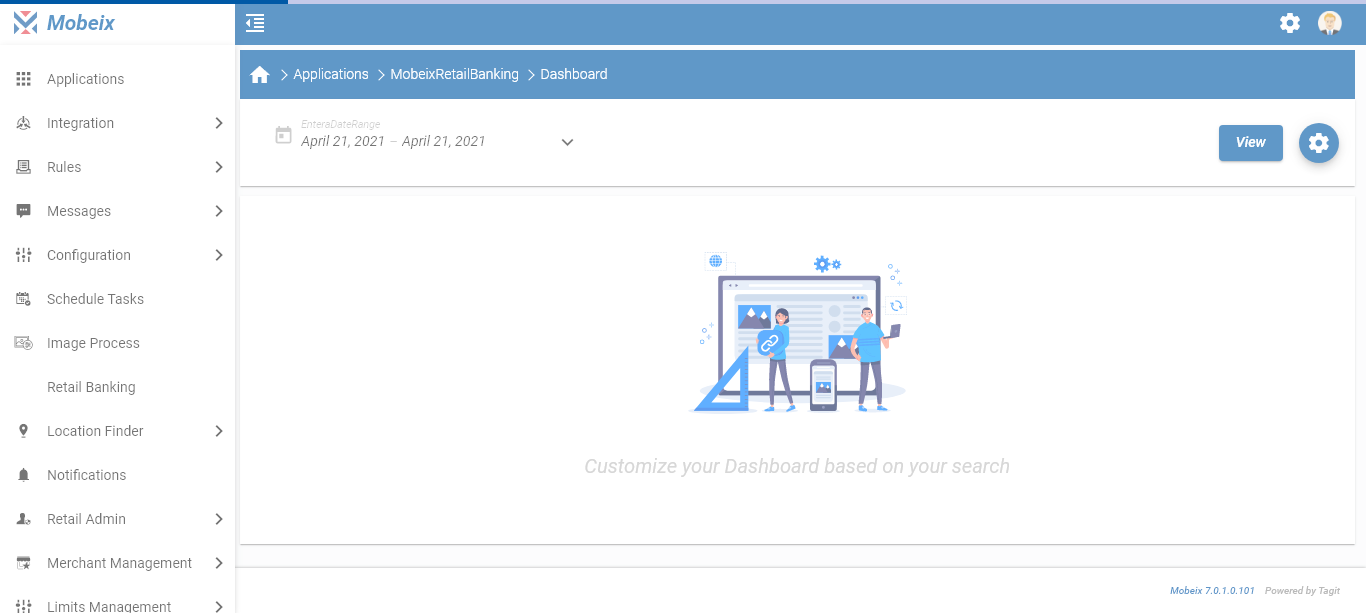 Mobeix
Applications
Integration
Rules
Messages
Configuration
Schedule Tasks
Image Process
Retail Banking
Location Finder
Notifications
Retail Admin
Merchant Management
Limits Management
Applications MobeixRetailBanking Dashboard
EnteraDateRange
April 21, 2021 – April 21, 2021
View
Customize your Dashboard based on your search
Mobeix 7.0.1.0.101 Powered by Tagit